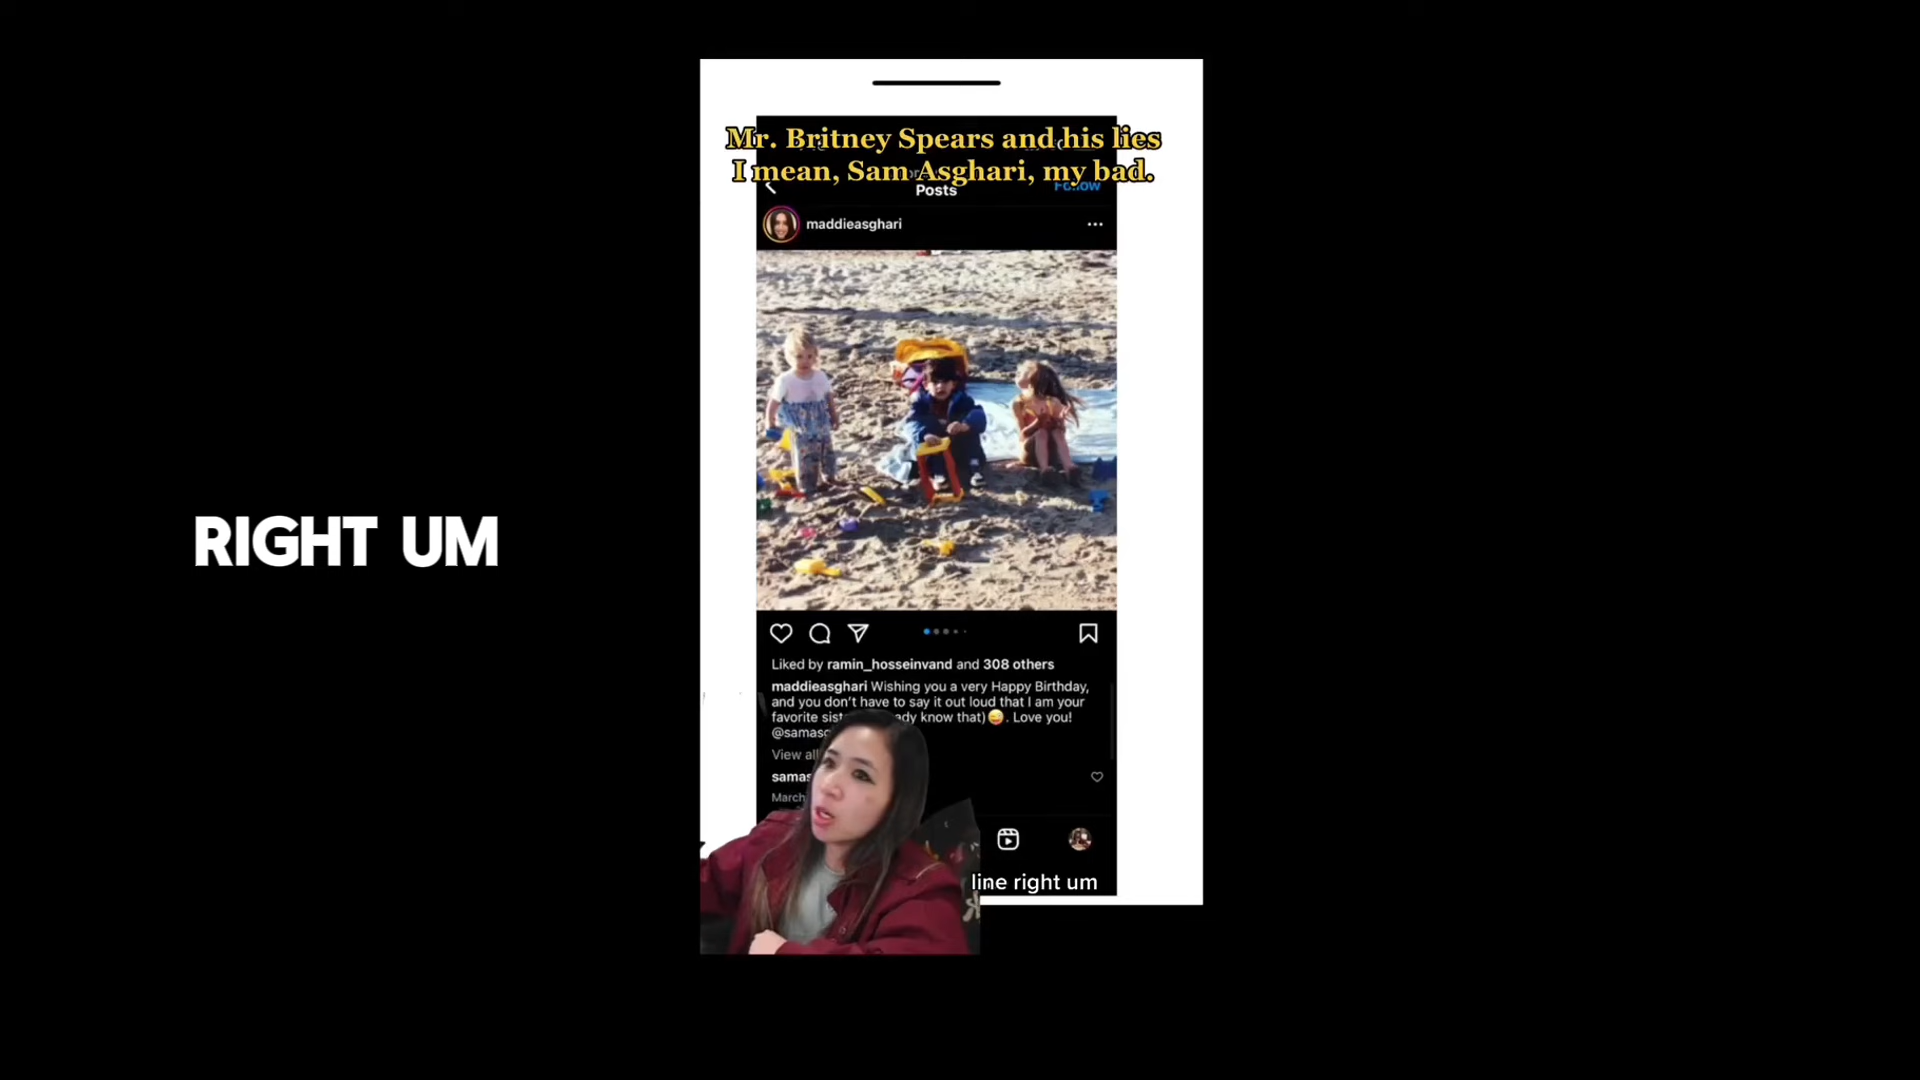 Mr. Britney Spears and his lies
I mean, Sam Asghari, my bad.
Posts
Follow
maddieasghari
RIGHT UM
Liked by ramin_hosseinvand and 308 others
maddieasghari Wishing you a very Happy Birthday,
and you don't have to say it out loud that I am your
favorite know that)😜. Love you!
View all
March
line right um